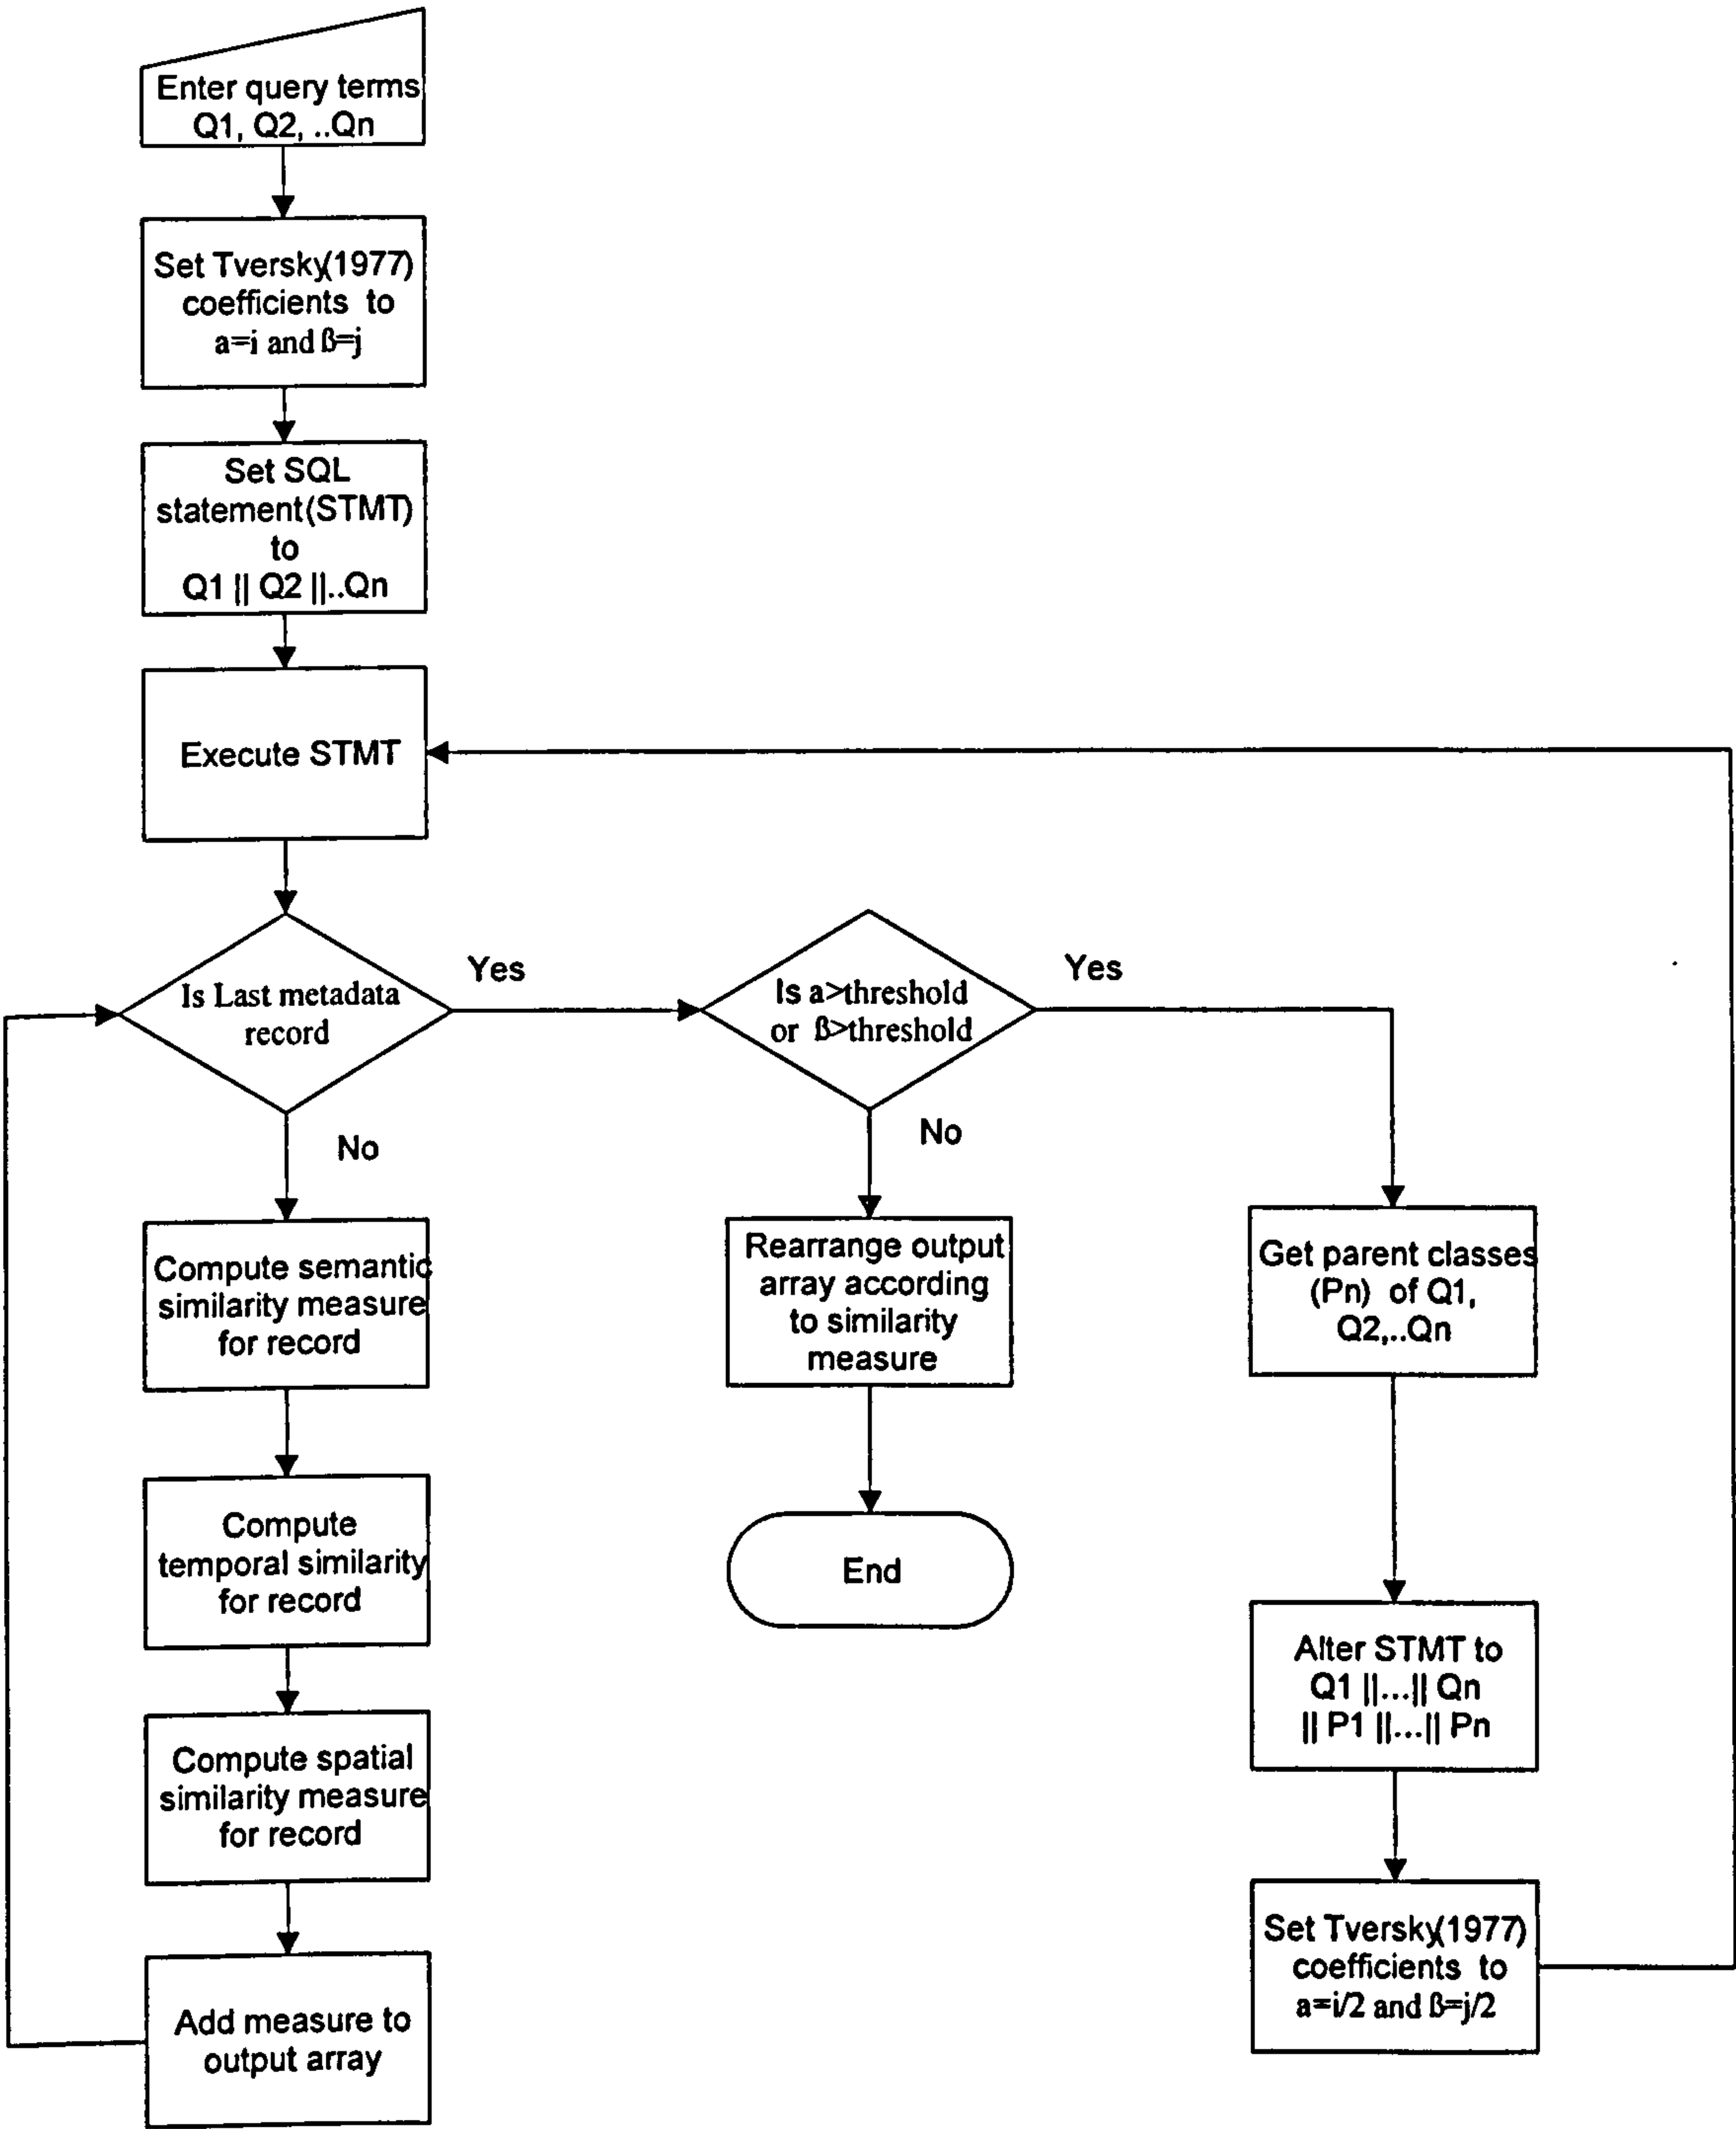 Enter query terms
Q1, Q2, ..Qn
Set Tversky(1977)
coefficients to
a=i and ß=j
Set SQL
statement(STMT)
to
Q1 || Q2 ||..Qn
Execute STMT
Is Last metadata
record
Yes
No
Is a>threshold
or ß>threshold
Yes
No
Compute semantic
similarity measure
for record
Compute
temporal similarity
for record
Compute spatial
similarity measure
for record
Add measure to
output array
Rearrange output
array according
to similarity
measure
End
Get parent classes
(Pn) of Q1,
Q2,..Qn
Alter STMT to
Q1 ||...|| Qn
|| P1 ||...|| Pn
Set Tversky(1977)
coefficients to
a=i/2 and ß=j/2